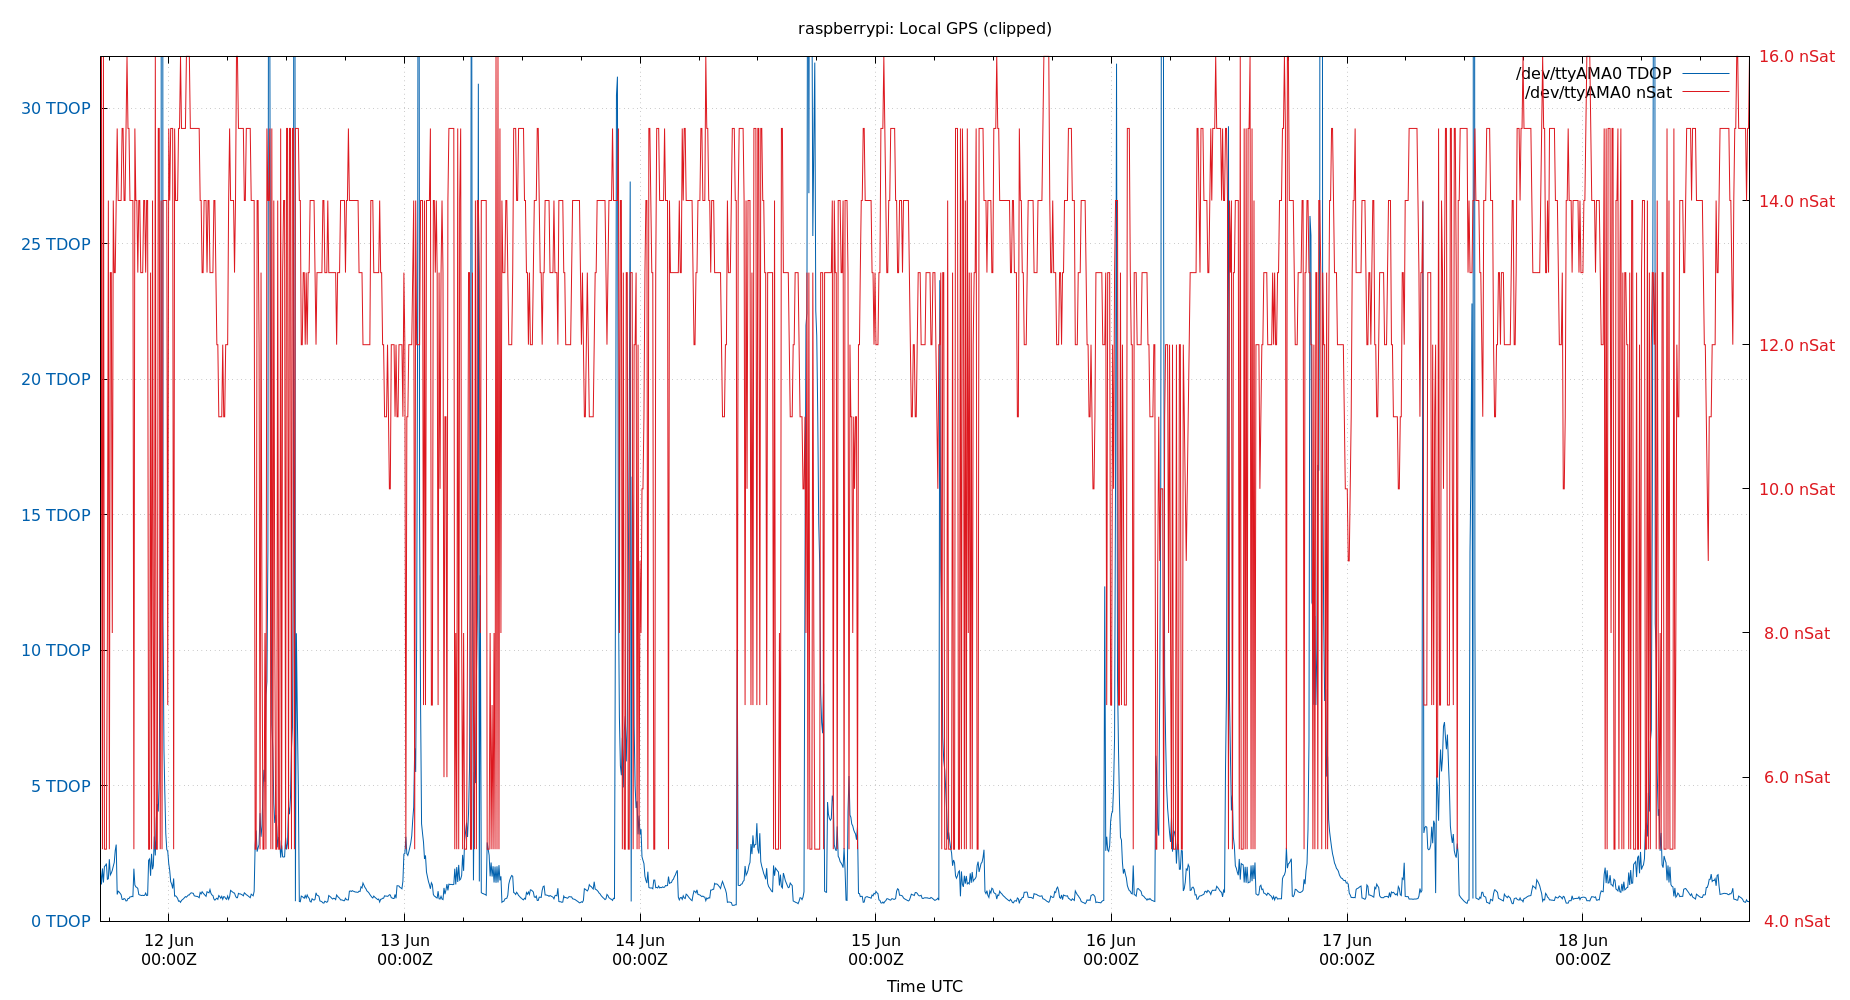 raspberrypi: Local GPS (clipped)
/dev/ttyAMA0 TDOP
/dev/ttyAMA0 nSat
30 TDOP
25 TDOP
20 TDOP
15 TDOP
10 TDOP
5 TDOP
0 TDOP
16.0 nSat
14.0 nSat
12.0 nSat
10.0 nSat
8.0 nSat
6.0 nSat
4.0 nSat
12 Jun
00:00Z
13 Jun
00:00Z
14 Jun
00:00Z
15 Jun
00:00Z
16 Jun
00:00Z
17 Jun
00:00Z
18 Jun
00:00Z
Time UTC